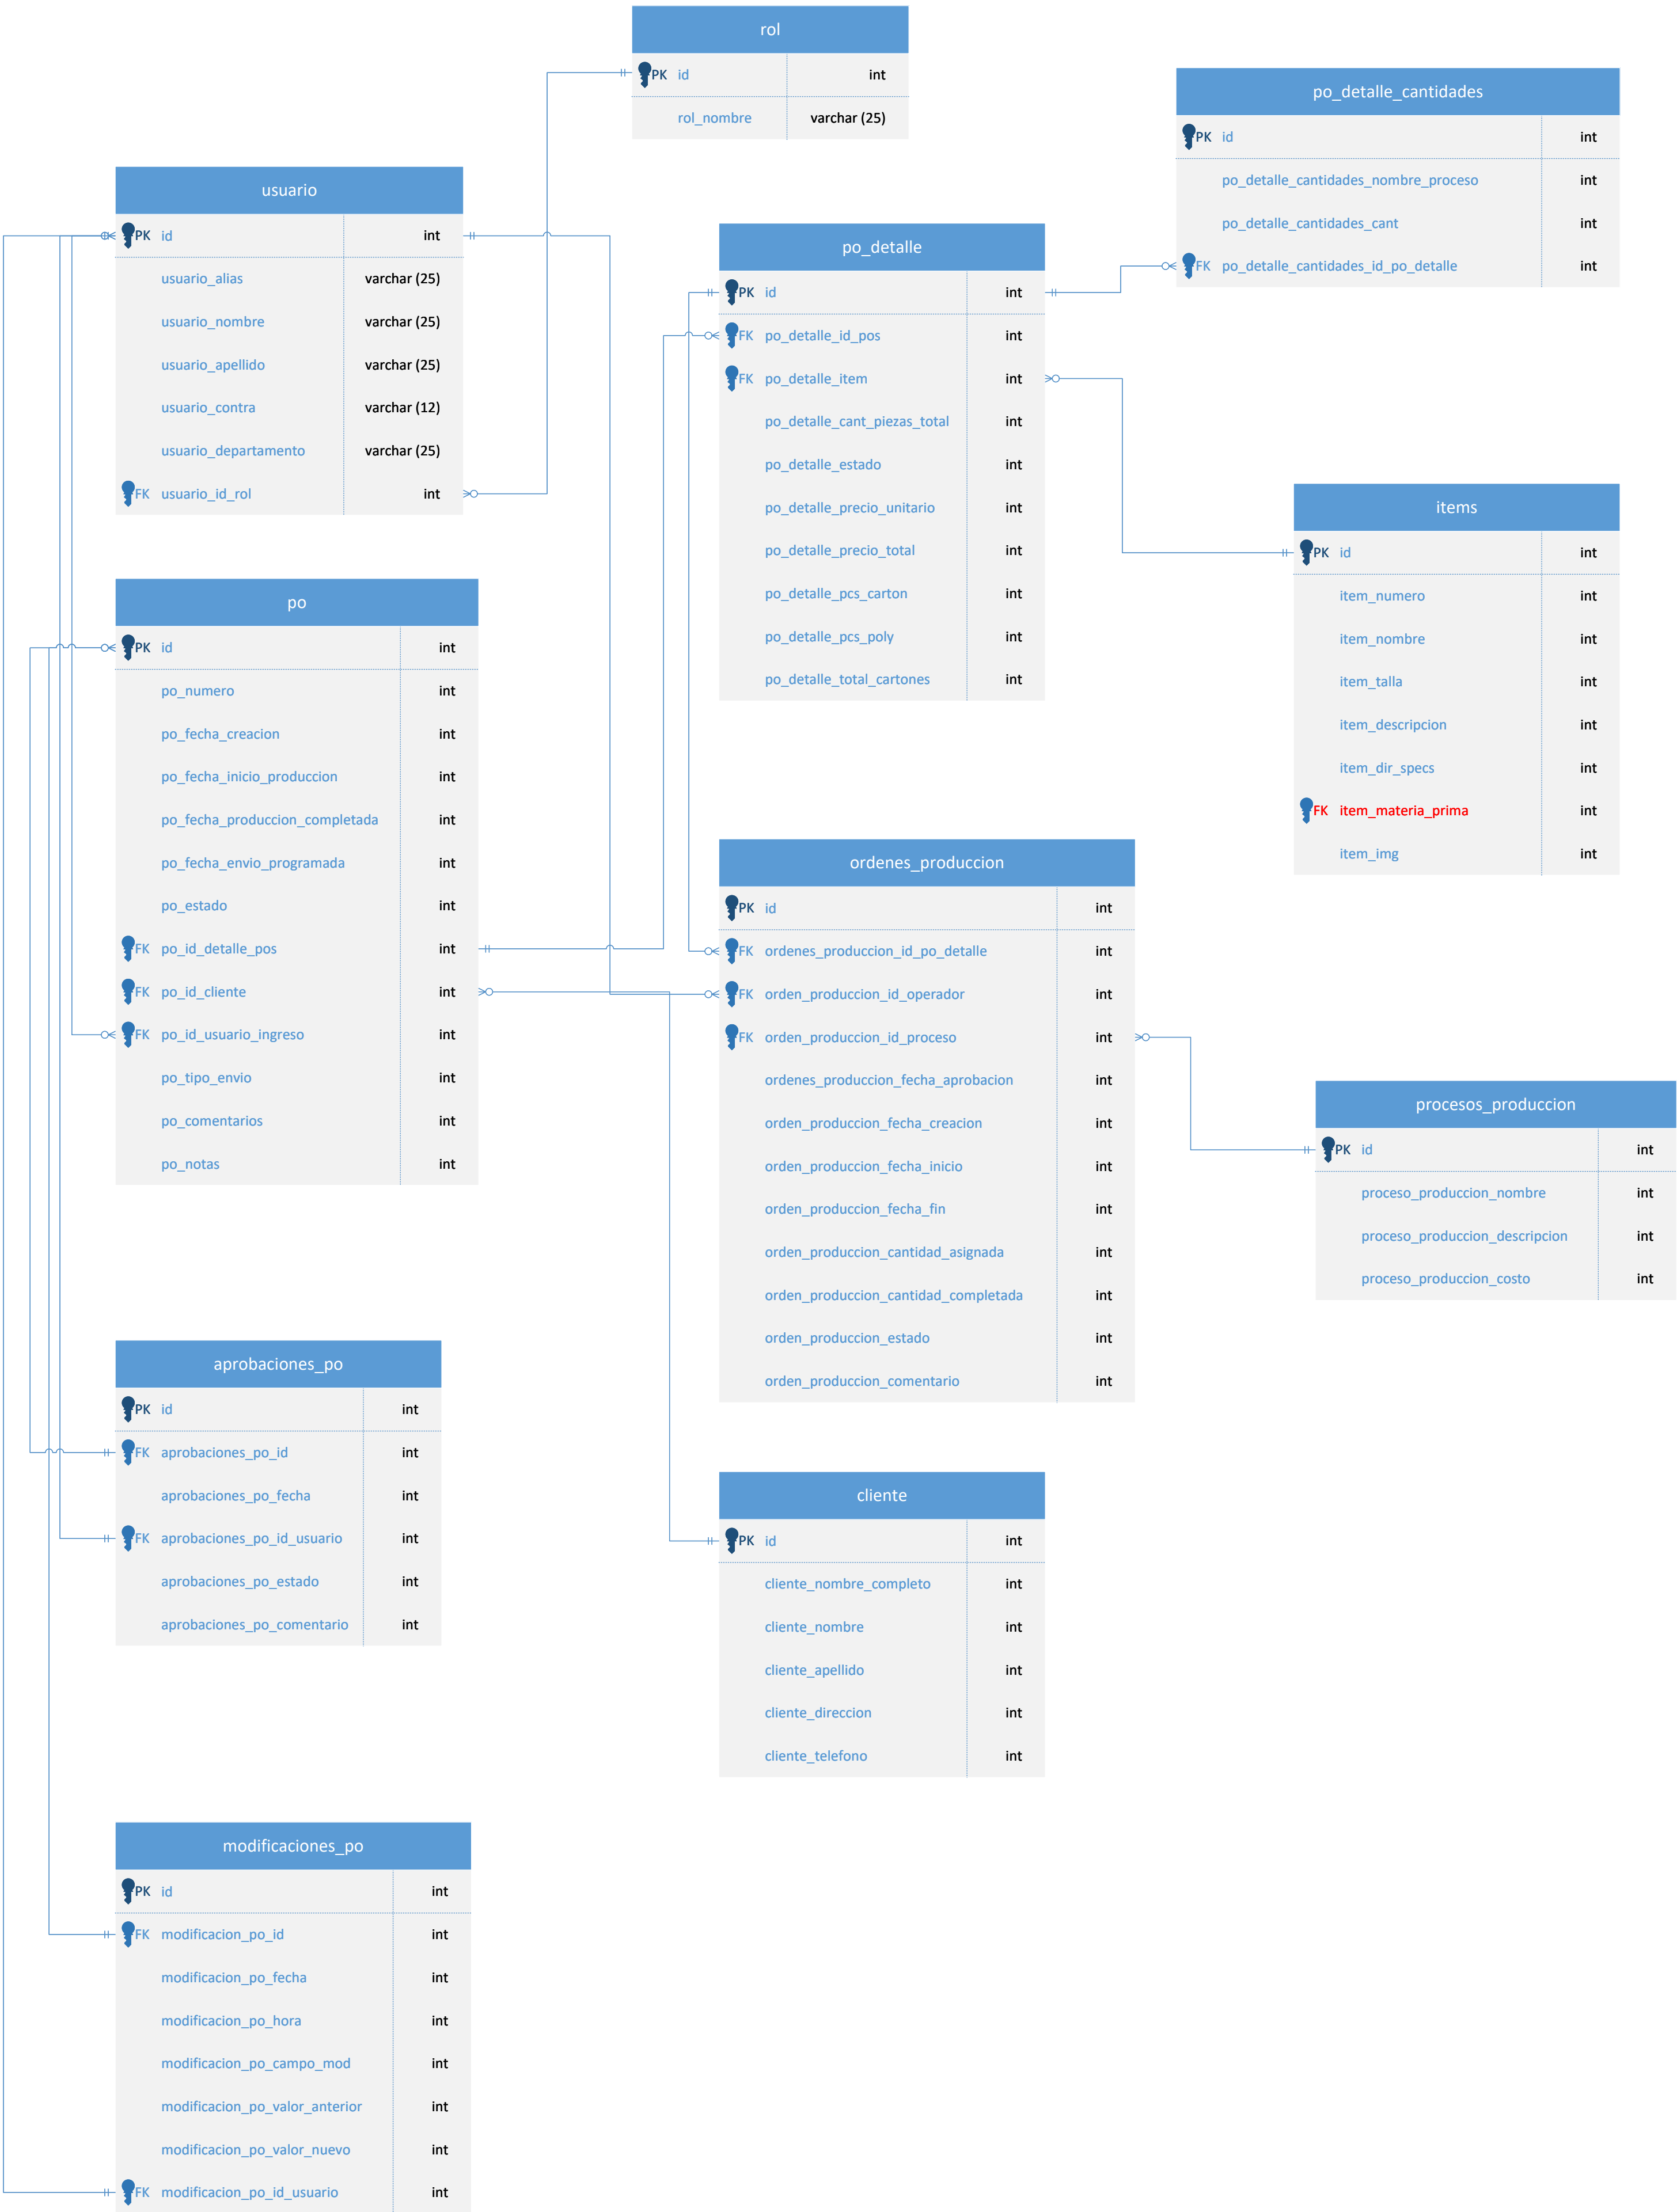 rol
PK id int
rol_nombre varchar (25)
po_detalle_cantidades
PK id int
po_detalle_cantidades_nombre_proceso int
po_detalle_cantidades_cant int
FK po_detalle_cantidades_id_po_detalle int
usuario
PK id int
usuario_alias varchar (25)
usuario_nombre varchar (25)
usuario_apellido varchar (25)
usuario_contra varchar (12)
usuario_departamento varchar (25)
FK usuario_id_rol int
po_detalle
PK id int
FK po_detalle_id_pos int
FK po_detalle_item int
po_detalle_cant_piezas_total int
po_detalle_estado int
po_detalle_precio_unitario int
po_detalle_precio_total int
po_detalle_pcs_carton int
po_detalle_pcs_poly int
po_detalle_total_cartones int
items
PK id int
item_numero int
item_nombre int
item_talla int
item_descripcion int
item_dir_specs int
FK item_materia_prima int
item_img int
po
PK id int
po_numero int
po_fecha_creacion int
po_fecha_inicio_produccion int
po_fecha_produccion_completada int
po_fecha_envio_programada int
po_estado int
FK po_id_detalle_pos int
FK po_id_cliente int
FK po_id_usuario_ingreso int
po_tipo_envio int
po_comentarios int
po_notas int
ordenes_produccion
PK id int
FK ordenes_produccion_id_po_detalle int
FK orden_produccion_id_operador int
FK orden_produccion_id_proceso int
ordenes_produccion_fecha_aprobacion int
orden_produccion_fecha_creacion int
orden_produccion_fecha_inicio int
orden_produccion_fecha_fin int
orden_produccion_cantidad_asignada int
orden_produccion_cantidad_completada int
orden_produccion_estado int
orden_produccion_comentario int
procesos_produccion
PK id int
proceso_produccion_nombre int
proceso_produccion_descripcion int
proceso_produccion_costo int
aprobaciones_po
PK id int
FK aprobaciones_po_id int
aprobaciones_po_fecha int
FK aprobaciones_po_id_usuario int
aprobaciones_po_estado int
aprobaciones_po_comentario int
cliente
PK id int
cliente_nombre_completo int
cliente_nombre int
cliente_apellido int
cliente_direccion int
cliente_telefono int
modificaciones_po
PK id int
FK modificacion_po_id int
modificacion_po_fecha int
modificacion_po_hora int
modificacion_po_campo_mod int
modificacion_po_valor_anterior int
modificacion_po_valor_nuevo int
FK modificacion_po_id_usuario int